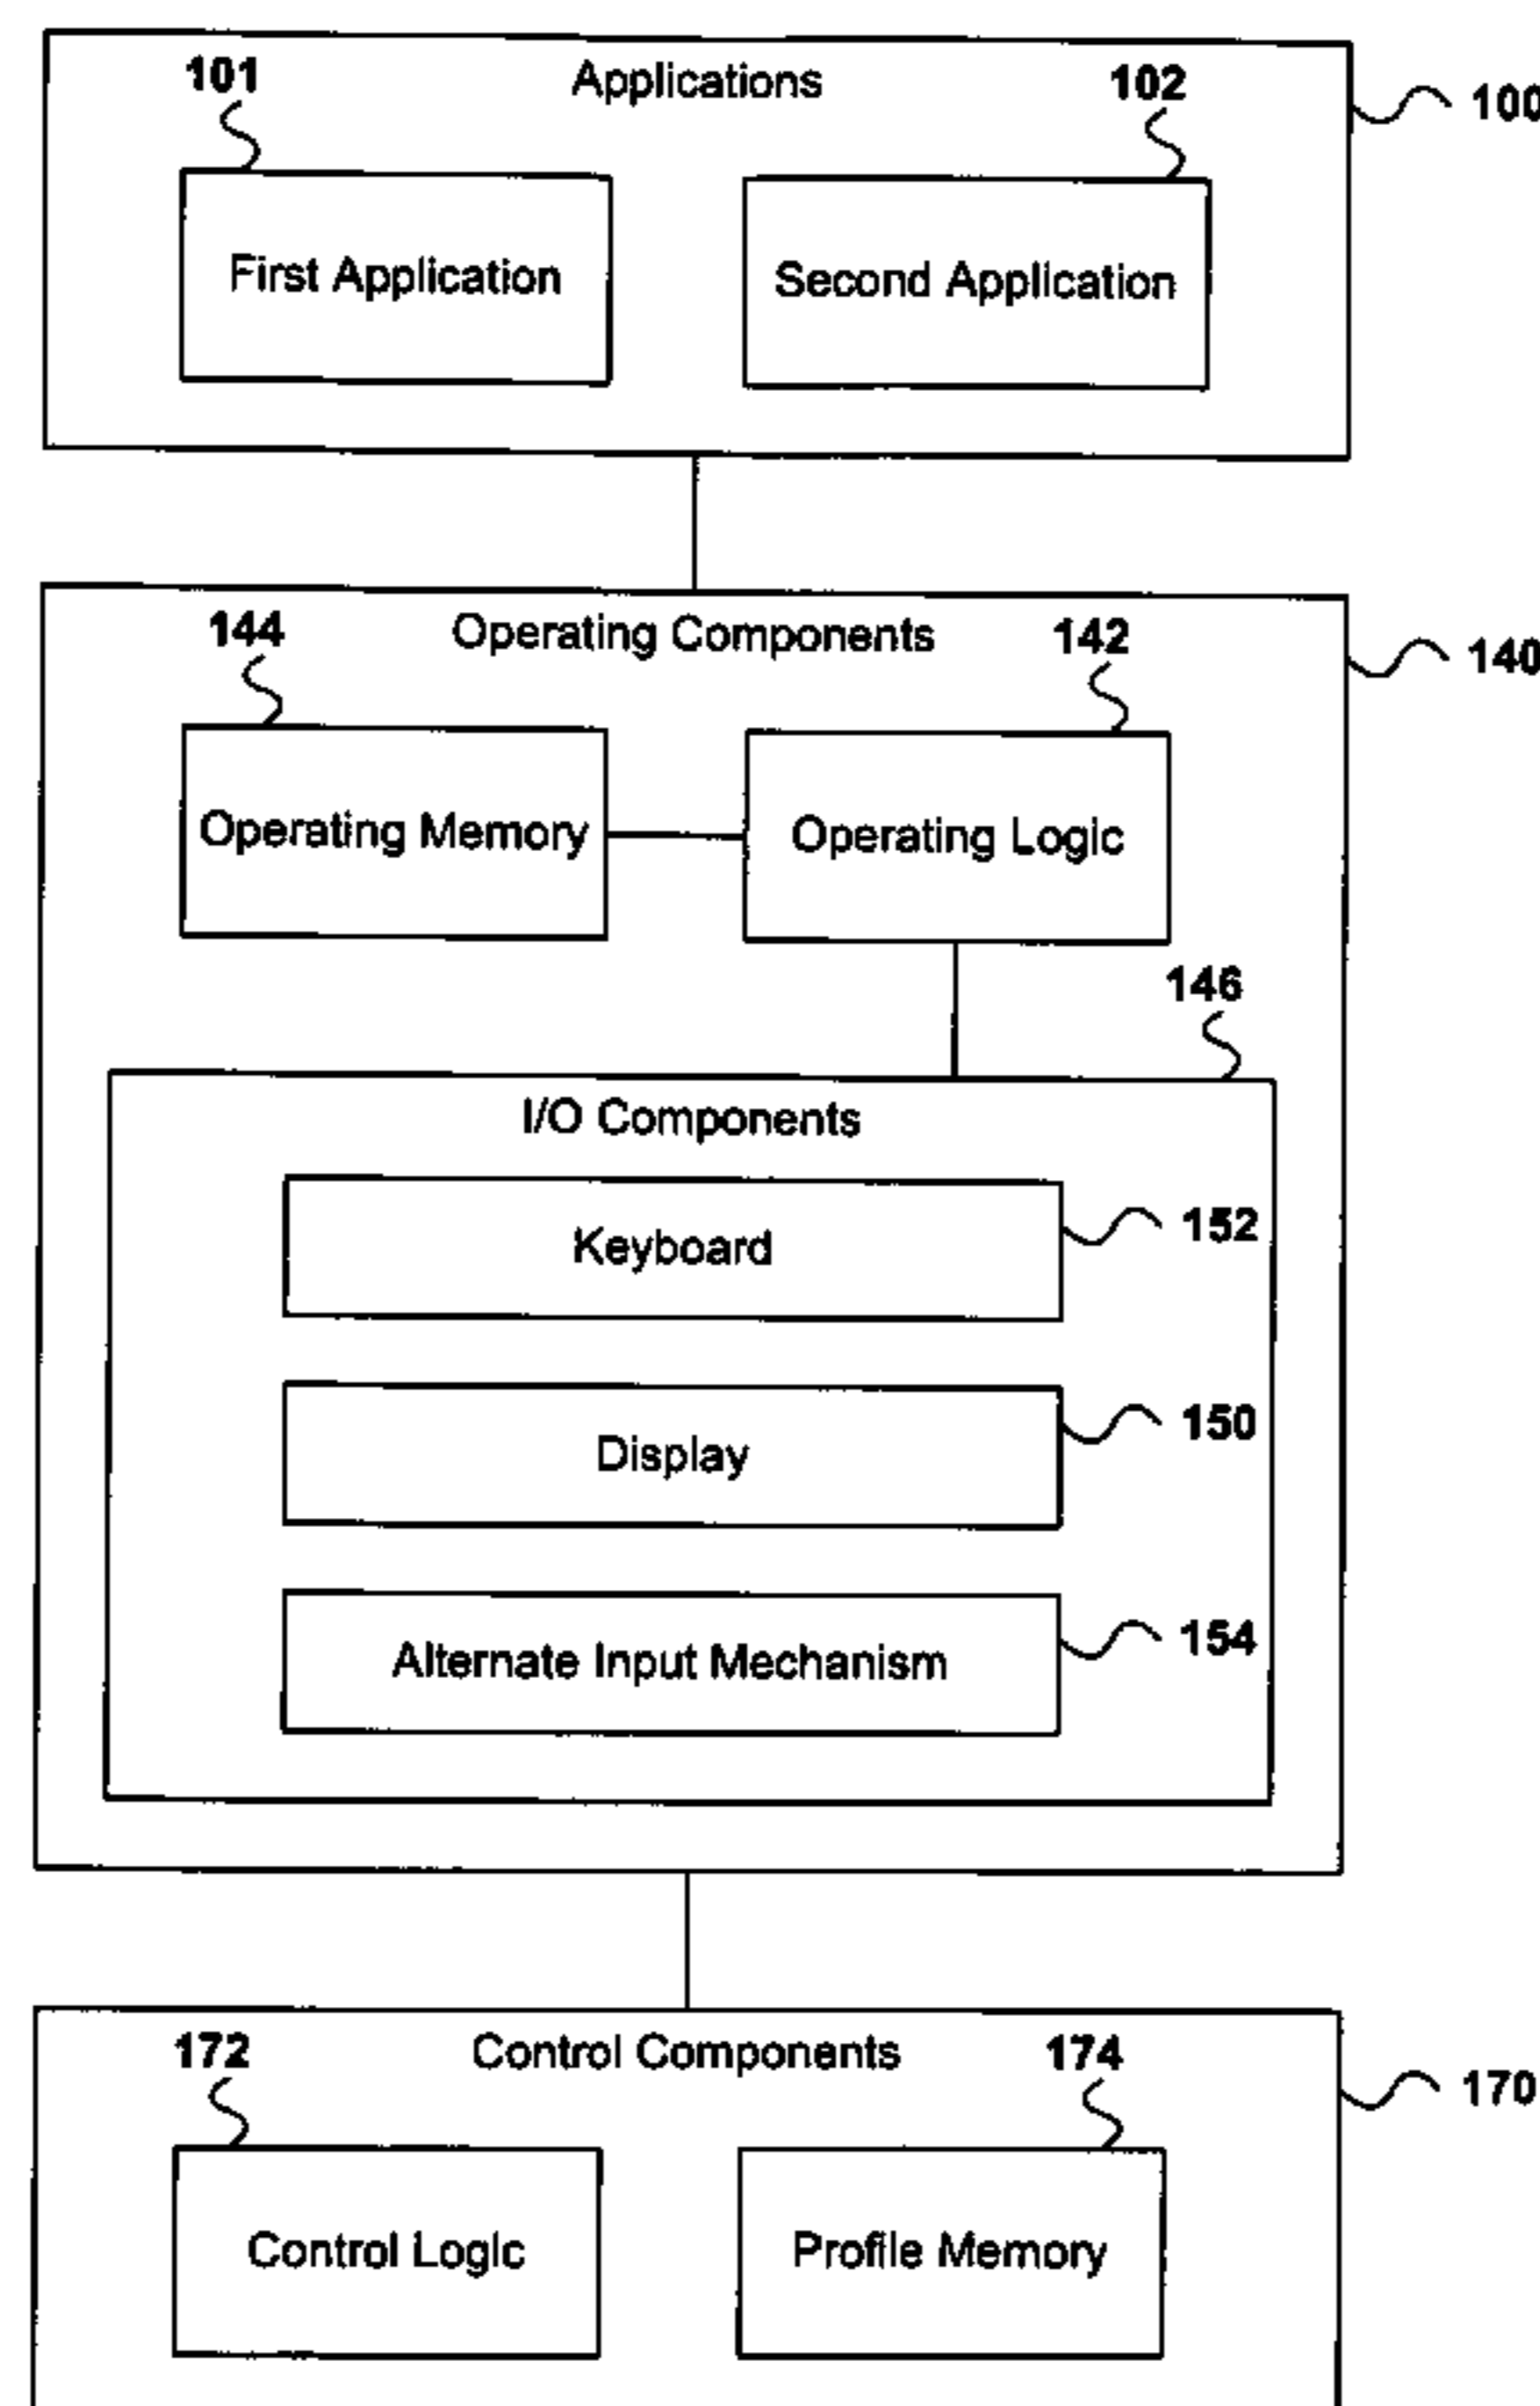 101 Applications 102
100
First Application
Second Application
144 Operating Components 142
140
Operating Memory
Operating Logic
146
I/O Components
Keyboard
152
Display
150
Alternate Input Mechanism
154
172 Control Components 174
170
Control Logic
Profile Memory